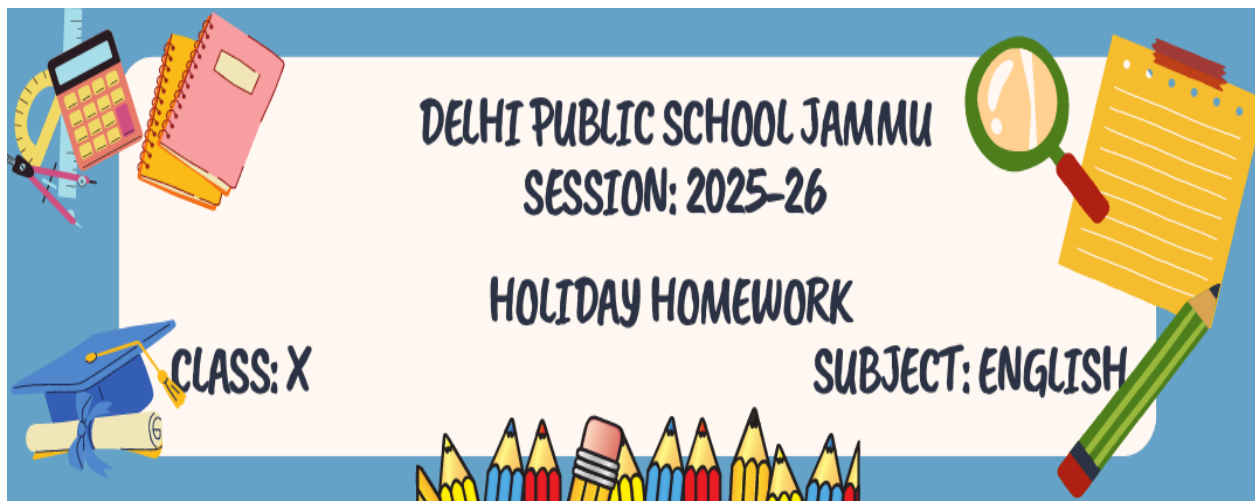 DELHI PUBLIC SCHOOL JAMMU
SESSION: 2025-26
HOLIDAY HOMEWORK
CLASS: X SUBJECT: ENGLISH